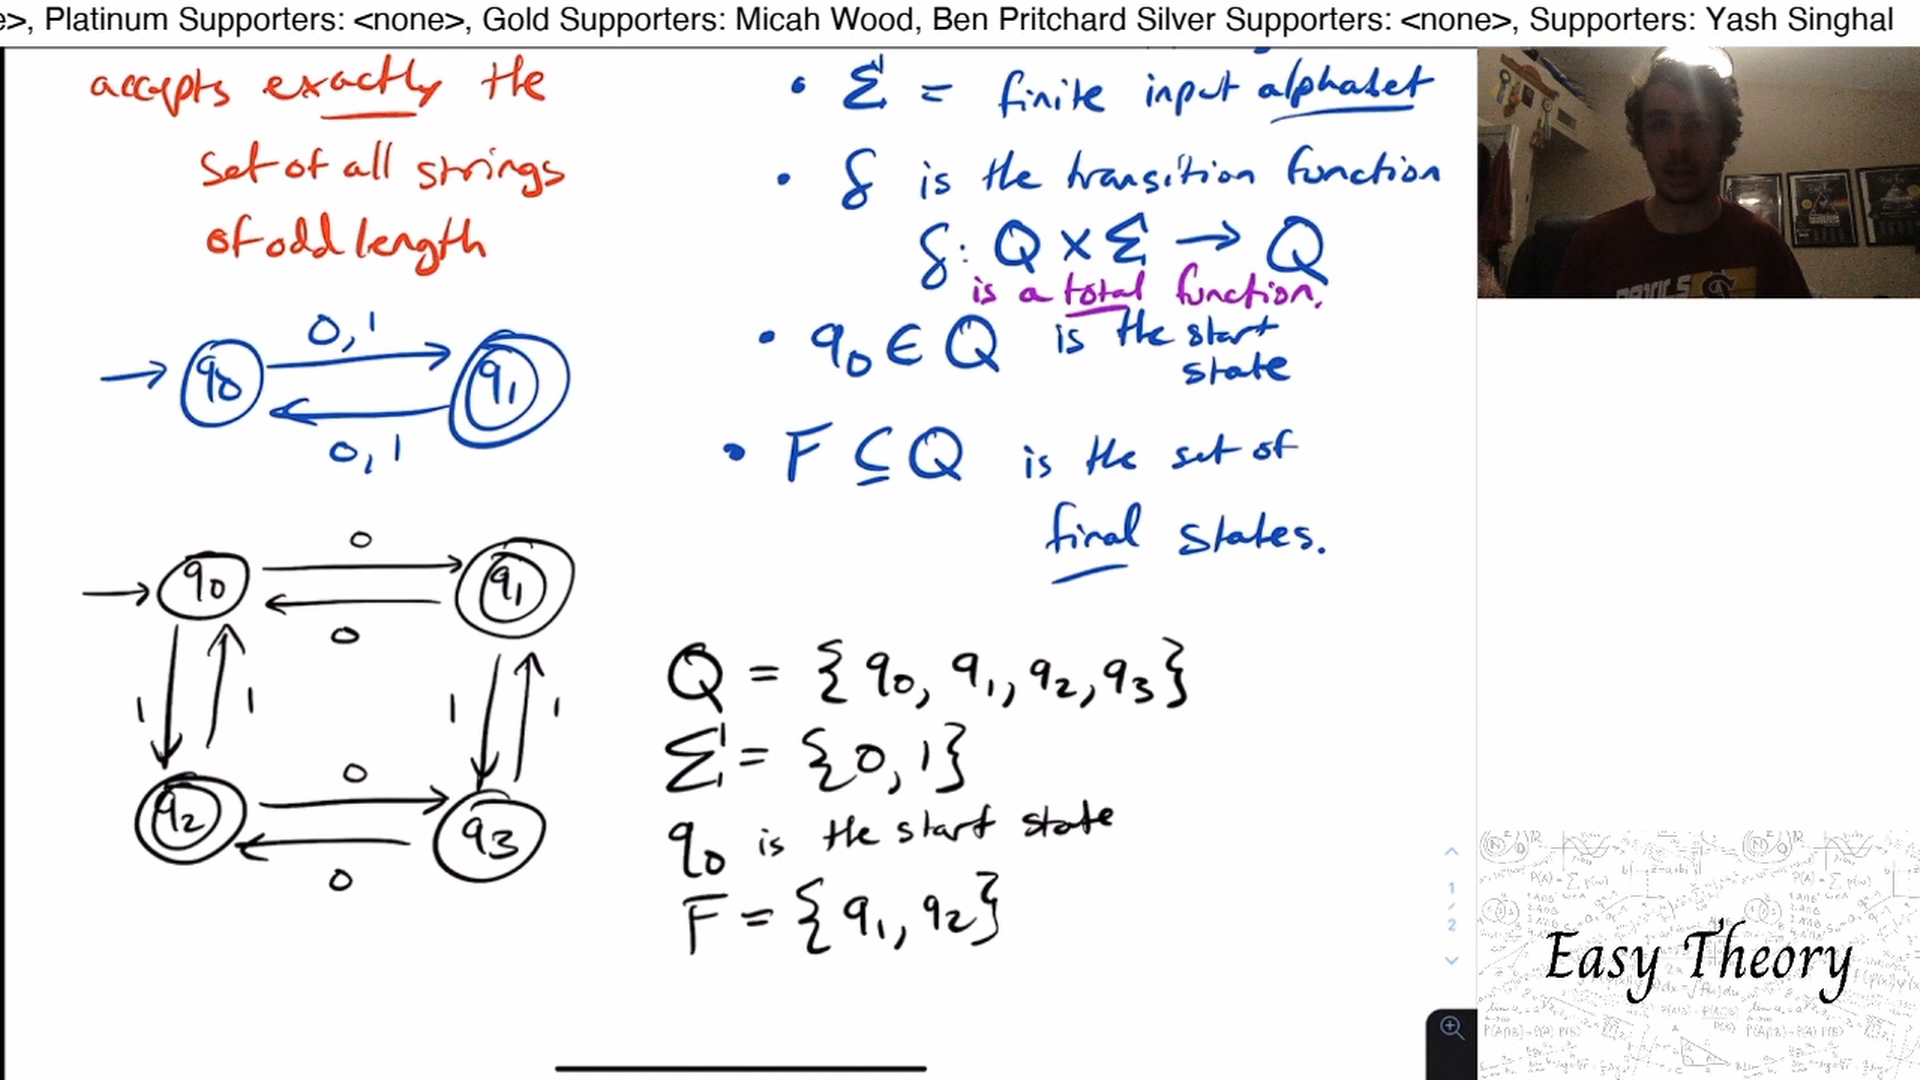 >, Platinum Supporters: <none>, Gold Supporters: Micah Wood, Ben Pritchard Silver Supporters: <none>, Supporters: Yash Singhal
accepts exactly the
set of all strings
of odd length
0,1
q0
q1
0,1
0
q0
q1
0
1
1
1
1
0
q2
q3
0
• Σ = finite input alphabet
• δ is the transition function
δ: Q × Σ → Q
is a total function.
• q0 ∈ Q is the start
state
• F ⊆ Q is the set of
final states.
Q = {q0, q1, q2, q3}
Σ = {0, 1}
q0 is the start state
F = {q1, q2}
1
2
Easy Theory